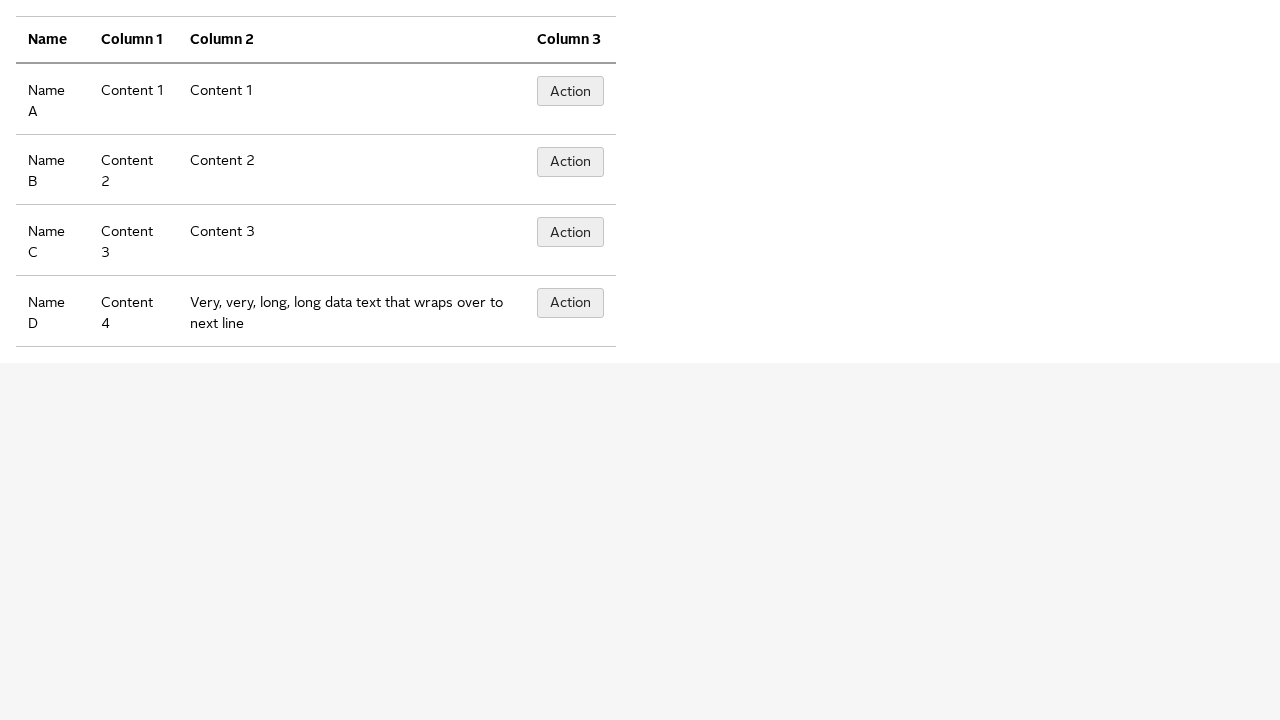 Name Column 1 Column 2 Column 3
Name Content 1 Content 1 Action
A
Name Content Content 2 Action
B 2
Name Content Content 3 Action
C 3
Name Content Very, very, long, long data text that wraps over to Action
D 4 next line